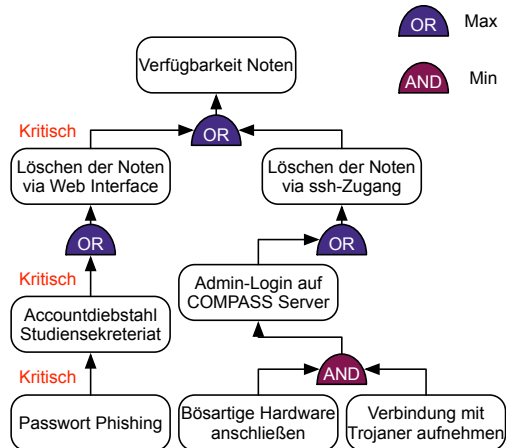 OR Max
AND Min
Verfügbarkeit Noten
Kritisch
OR
Löschen der Noten
via Web Interface
Löschen der Noten
via ssh-Zugang
OR
OR
Kritisch
Admin-Login auf
COMPASS Server
Accountdiebstahl
Studiensekreteriat
Kritisch
AND
Passwort Phishing
Bösartige Hardware
anschließen
Verbindung mit
Trojaner aufnehmen